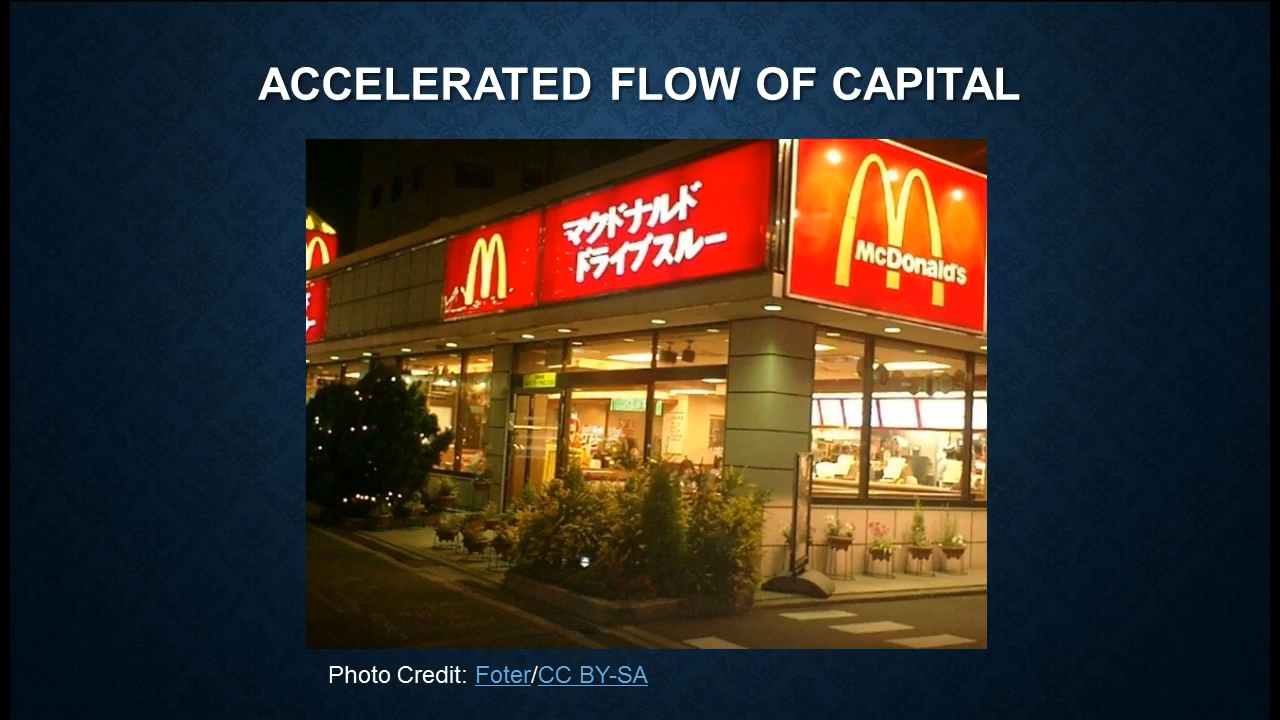 ACCELERATED FLOW OF CAPITAL
マクドナルド
ドライブスルー
McDonald's
Photo Credit: Foter/CC BY-SA